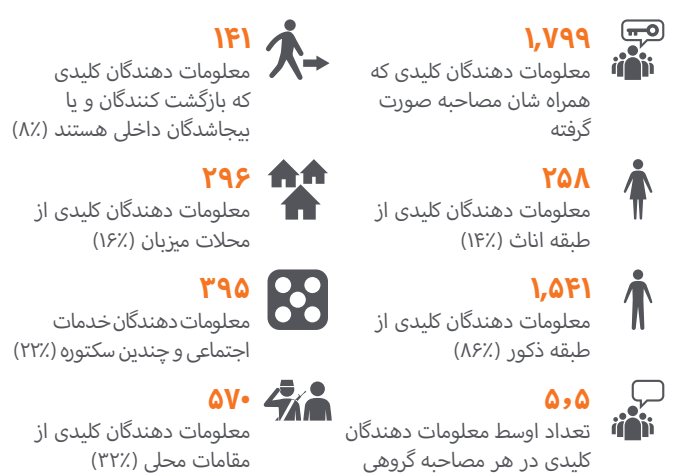 ۱,۷۹۹
معلومات دهندگان کلیدی که
همراه شان مصاحبه صورت
گرفته
۱۴۱
معلومات دهندگان کلیدی
که بازگشت کنندگان و یا
بیجاشدگان داخلی هستند (۸٪)
۲۵۸
معلومات دهندگان کلیدی از
طبقه اناث (۱۴٪)
۲۹۶
معلومات دهندگان کلیدی از
محلات میزبان (۱۶٪)
۱,۵۴۱
معلومات دهندگان کلیدی از
طبقه ذکور (۸۶٪)
۳۹۵
معلومات دهندگان خدمات
اجتماعی و چندین سکتوره (۲۲٪)
۵٫۵
تعداد اوسط معلومات دهندگان
کلیدی در هر مصاحبه گروهی
۵۷۰
معلومات دهندگان کلیدی از
مقامات محلی (۳۲٪)